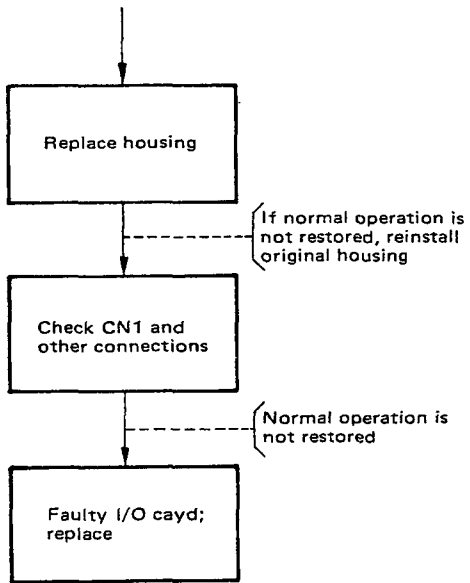 Replace housing
If normal operation is
not restored, reinstall
original housing
Check CN1 and
other connections
Normal operation is
not restored
Faulty I/O cayd;
replace